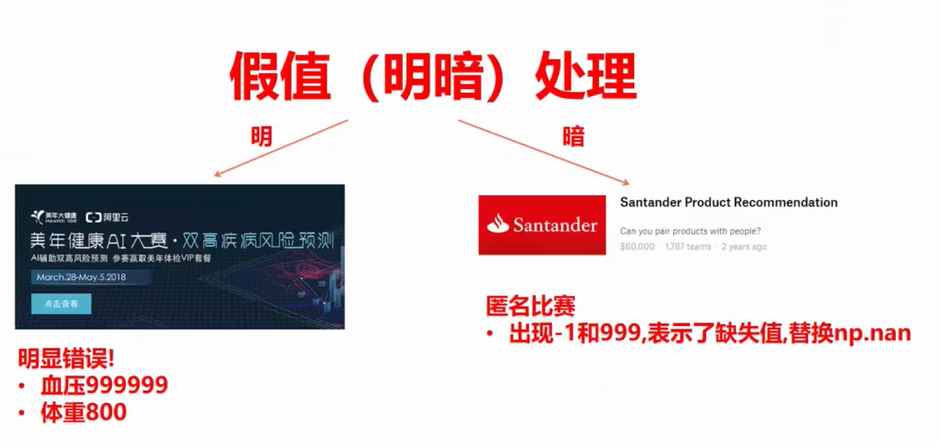 假值（明暗）处理
明
暗
美年大健康
Health 100
阿里云
美年健康AI大赛·双高疾病风险预测
AI辅助双高风险预测 参赛赢取美年体检VIP套餐
March.28-May.5.2018
点击查看
Santander
Santander Product Recommendation
Can you pair products with people?
$60,000 · 1,787 teams · 2 years ago
明显错误!
• 血压999999
• 体重800
匿名比赛
• 出现-1和999,表示了缺失值,替换np.nan